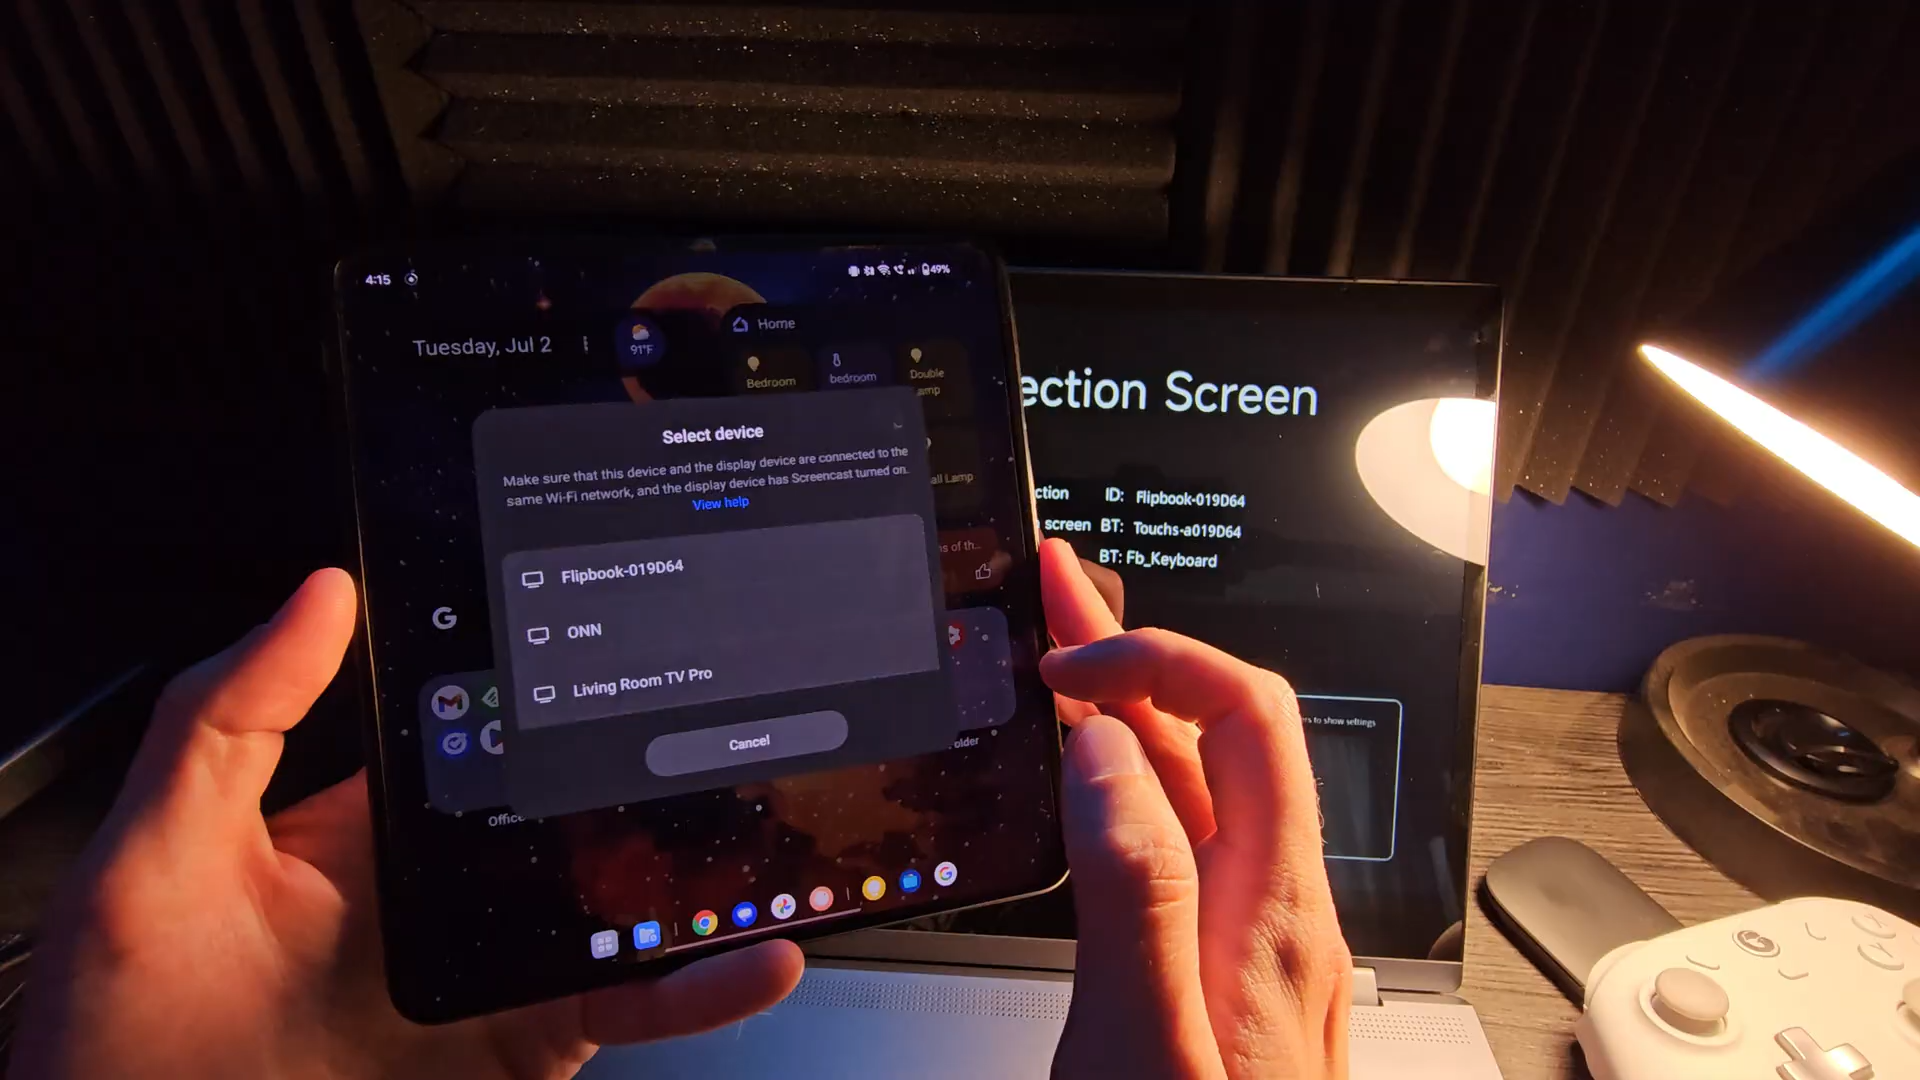 4:15
49%
Tuesday, Jul 2
91°F
Home
Bedroom
bedroom
Double
Select device
Make sure that this device and the display device are connected to the
same Wi-Fi network, and the display device has Screencast turned on.
View help
Flipbook-019D64
ONN
Living Room TV Pro
Cancel
all Lamp
s of th...
older
Office
ection Screen
ction ID: Flipbook-019D64
screen BT: Touchs-a019D64
BT: Fb_Keyboard
rs to show settings